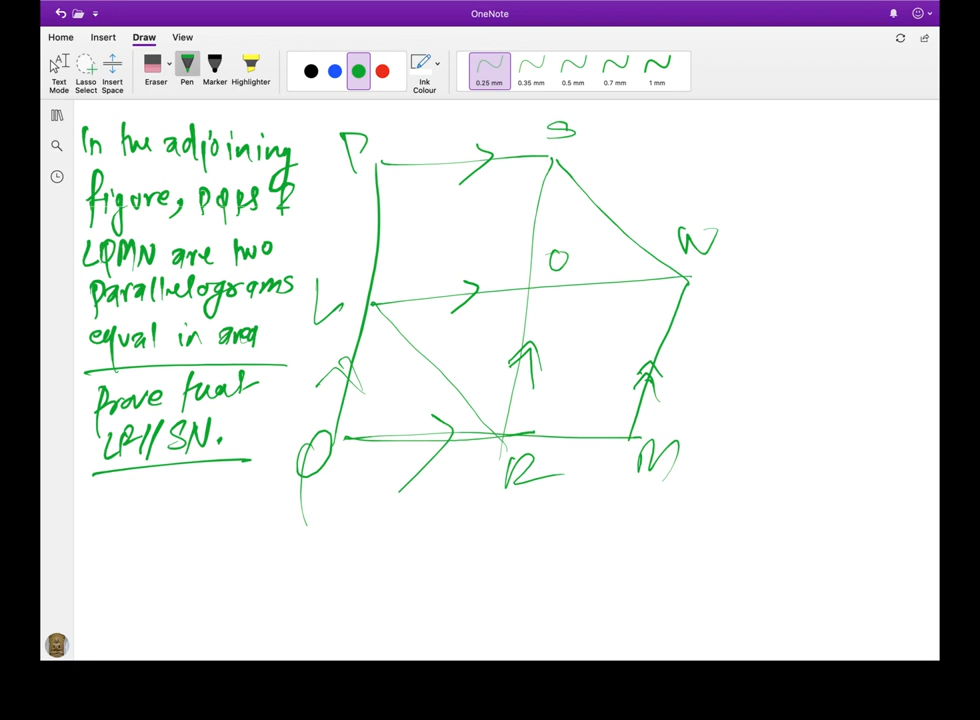 OneNote
Home Insert Draw View
Text Mode
Lasso Select
Insert Space
Eraser
Pen
Marker
Highlighter
Ink Colour
0.25 mm
0.35 mm
0.5 mm
0.7 mm
1 mm
In the adjoining
figure, PQRS &
LQMN are two
parallelograms
equal in area
Prove that
LR//SN.
P
S
N
O
L
Q
R
M